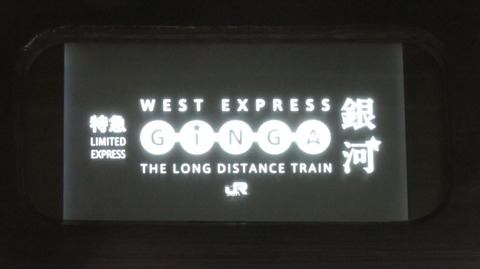 特急
LIMITED
EXPRESS
WEST EXPRESS
GINGA
THE LONG DISTANCE TRAIN
JR
銀河